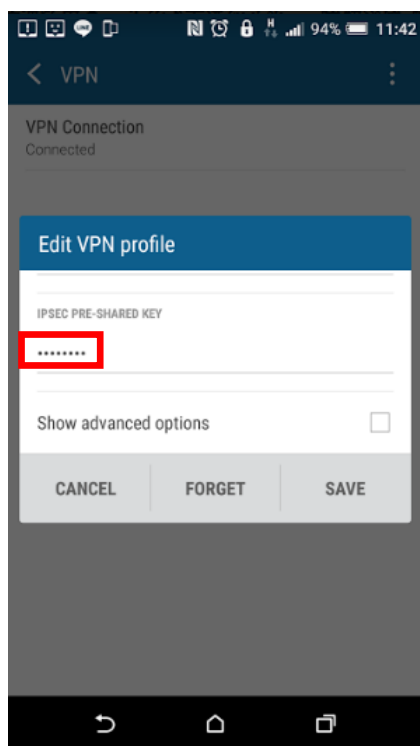 94% 11:42
VPN
VPN Connection
Connected
Edit VPN profile
IPSEC PRE-SHARED KEY
••••••••
Show advanced options
CANCEL FORGET SAVE